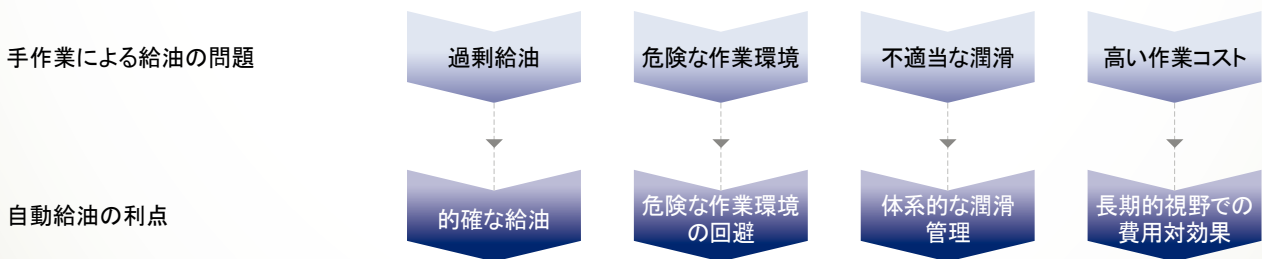 手作業による給油の問題
過剰給油
危険な作業環境
不適当な潤滑
高い作業コスト
自動給油の利点
的確な給油
危険な作業環境
の回避
体系的な潤滑
管理
長期的視野での
費用対効果